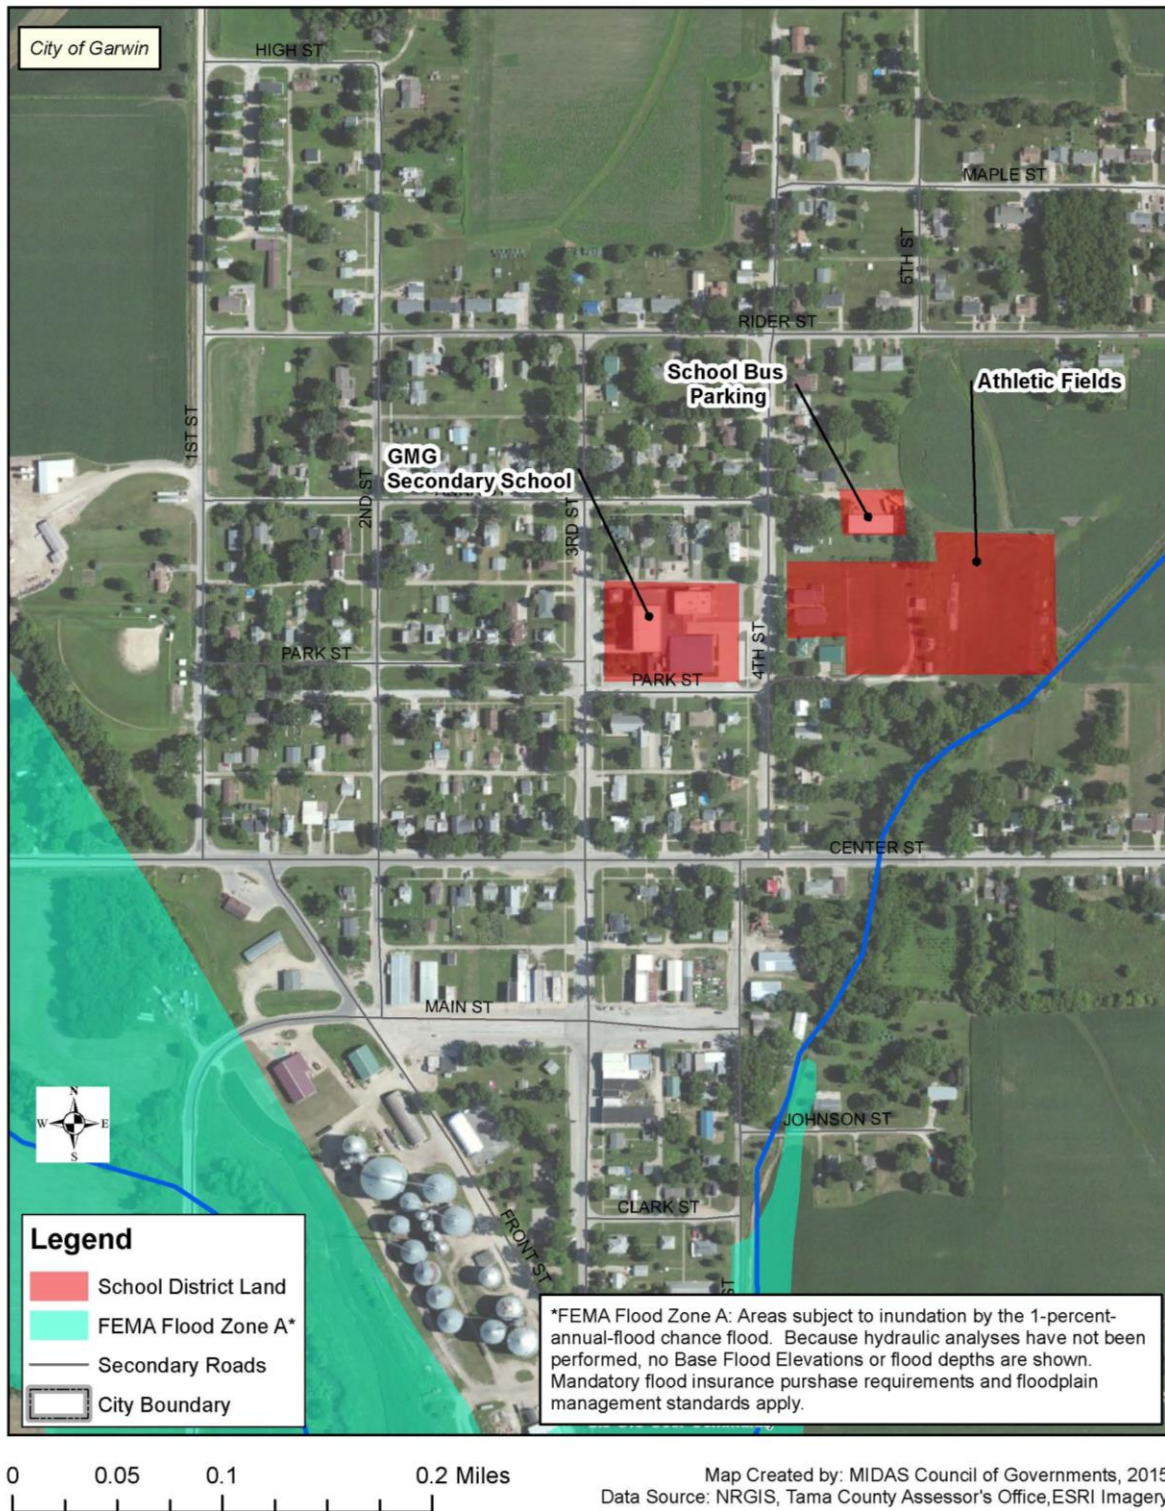 City of Garwin
HIGH ST
MAPLE ST
5TH ST
RIDER ST
School Bus
Parking
Athletic Fields
1ST ST
GMG
Secondary School
2ND ST
3RD ST
4TH ST
PARK ST
PARK ST
CENTER ST
MAIN ST
N
W E
S
JOHNSON ST
CLARK ST
FRONT ST
ST
Legend
School District Land
FEMA Flood Zone A*
Secondary Roads
City Boundary
*FEMA Flood Zone A: Areas subject to inundation by the 1-percent-
annual-flood chance flood. Because hydraulic analyses have not been
performed, no Base Flood Elevations or flood depths are shown.
Mandatory flood insurance purshase requirements and floodplain
management standards apply.
0 0.05 0.1 0.2 Miles
Map Created by: MIDAS Council of Governments, 2015
Data Source: NRGIS, Tama County Assessor's Office,ESRI Imagery